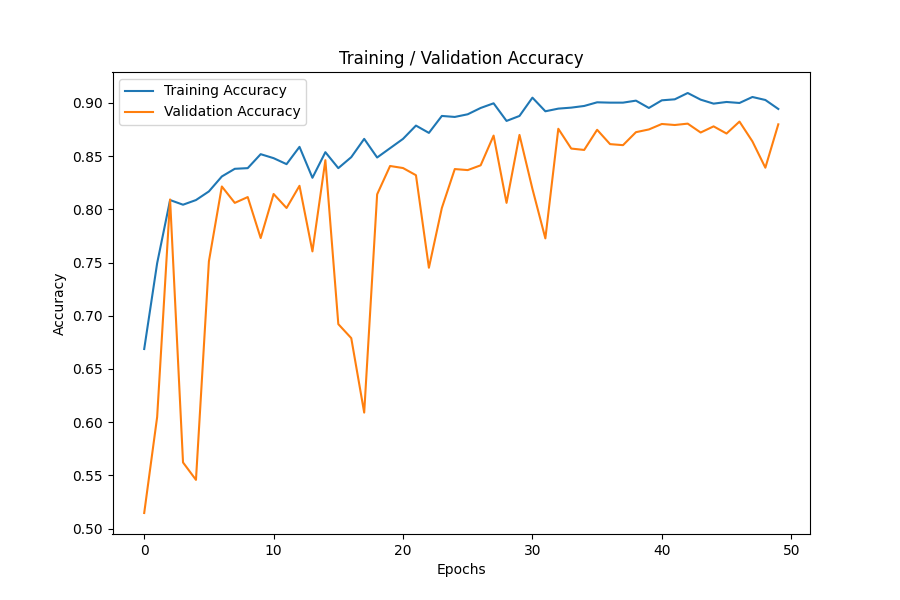 Training / Validation Accuracy
Training Accuracy
Validation Accuracy
0.90
0.85
0.80
0.75
0.70
0.65
0.60
0.55
0.50
Accuracy
0 10 20 30 40 50
Epochs